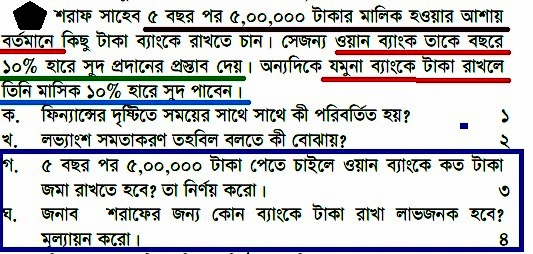 শরাফ সাহেব ৫ বছর পর ৫,০০,০০০ টাকার মালিক হওয়ার আশায়
বর্তমানে কিছু টাকা ব্যাংকে রাখতে চান। সেজন্য ওয়ান ব্যাংক তাকে বছরে
১০% হারে সুদ প্রদানের প্রস্তাব দেয়। অন্যদিকে যমুনা ব্যাংকে টাকা রাখলে
তিনি মাসিক ১০% হারে সুদ পাবেন।
ক. ফিন্যান্সের দৃষ্টিতে সময়ের সাথে সাথে কী পরিবর্তিত হয়? ১
খ. লভ্যাংশ সমতাকরণ তহবিল বলতে কী বোঝায়? ২
গ. ৫ বছর পর ৫,০০,০০০ টাকা পেতে চাইলে ওয়ান ব্যাংকে কত টাকা
জমা রাখতে হবে? তা নির্ণয় করো। ৩
ঘ. জনাব শরাফের জন্য কোন ব্যাংকে টাকা রাখা লাভজনক হবে?
মূল্যায়ন করো। ৪